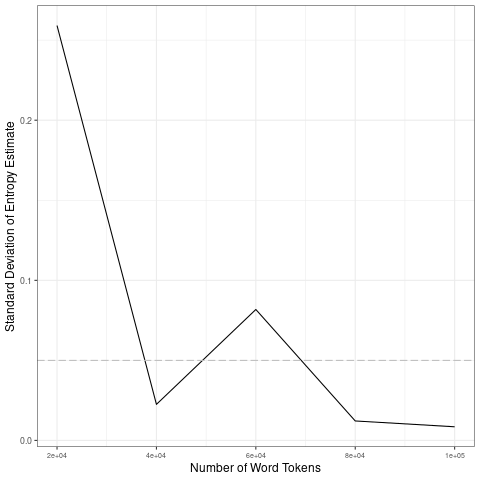 Standard Deviation of Entropy Estimate
0.2
0.1
0.0
2e+04 4e+04 6e+04 8e+04 1e+05
Number of Word Tokens